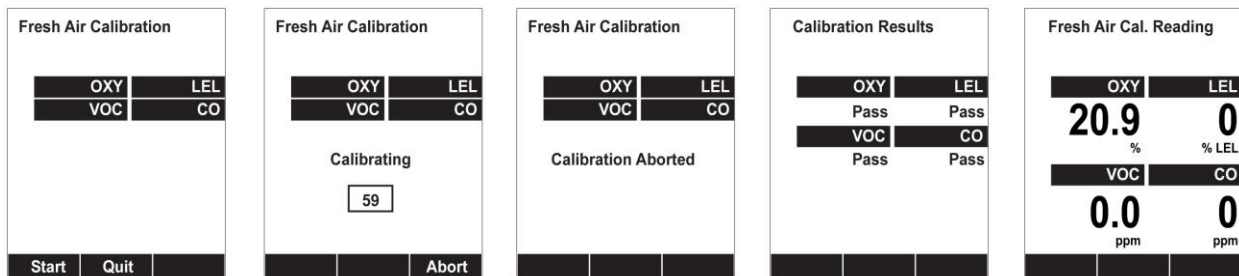 Fresh Air Calibration
OXY LEL
VOC CO
Start Quit
Fresh Air Calibration
OXY LEL
VOC CO
Calibrating
59
Abort
Fresh Air Calibration
OXY LEL
VOC CO
Calibration Aborted
Calibration Results
OXY LEL
Pass Pass
VOC CO
Pass Pass
Fresh Air Cal. Reading
OXY LEL
20.9 0
% % LEL
VOC CO
0.0 0
ppm ppm